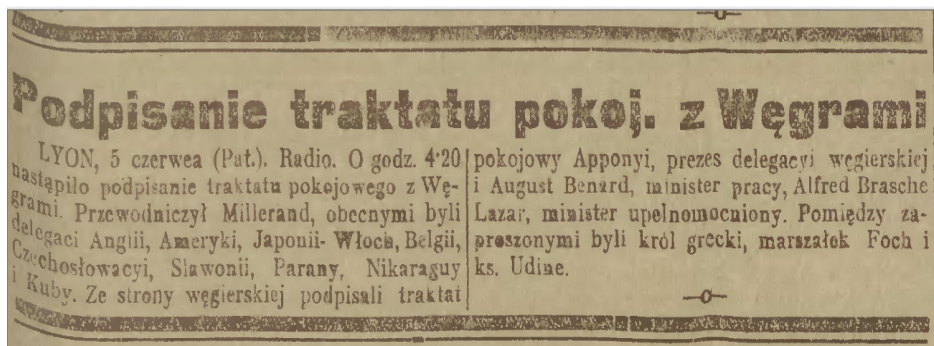 Podpisanie traktatu pokoj. z Węgrami
LYON, 5 czerwca (Pat.). Radio. O godz. 4·20
nastąpiło podpisanie traktatu pokojowego z Wę-
grami. Przewodniczył Millerand, obecnymi byli
delegaci Anglii, Ameryki, Japonii- Włoch, Belgii,
Czechosłowacyi, Slawonii, Parany, Nikaraguy
i Kuby. Ze strony węgierskiej podpisali traktat
pokojowy Apponyi, prezes delegacyi węgierskiej
i August Benard, minister pracy, Alfred Brasche
Lazar, minister upełnomocniony. Pomiędzy za-
proszonymi byli król grecki, marszałek Foch i
ks. Udine.